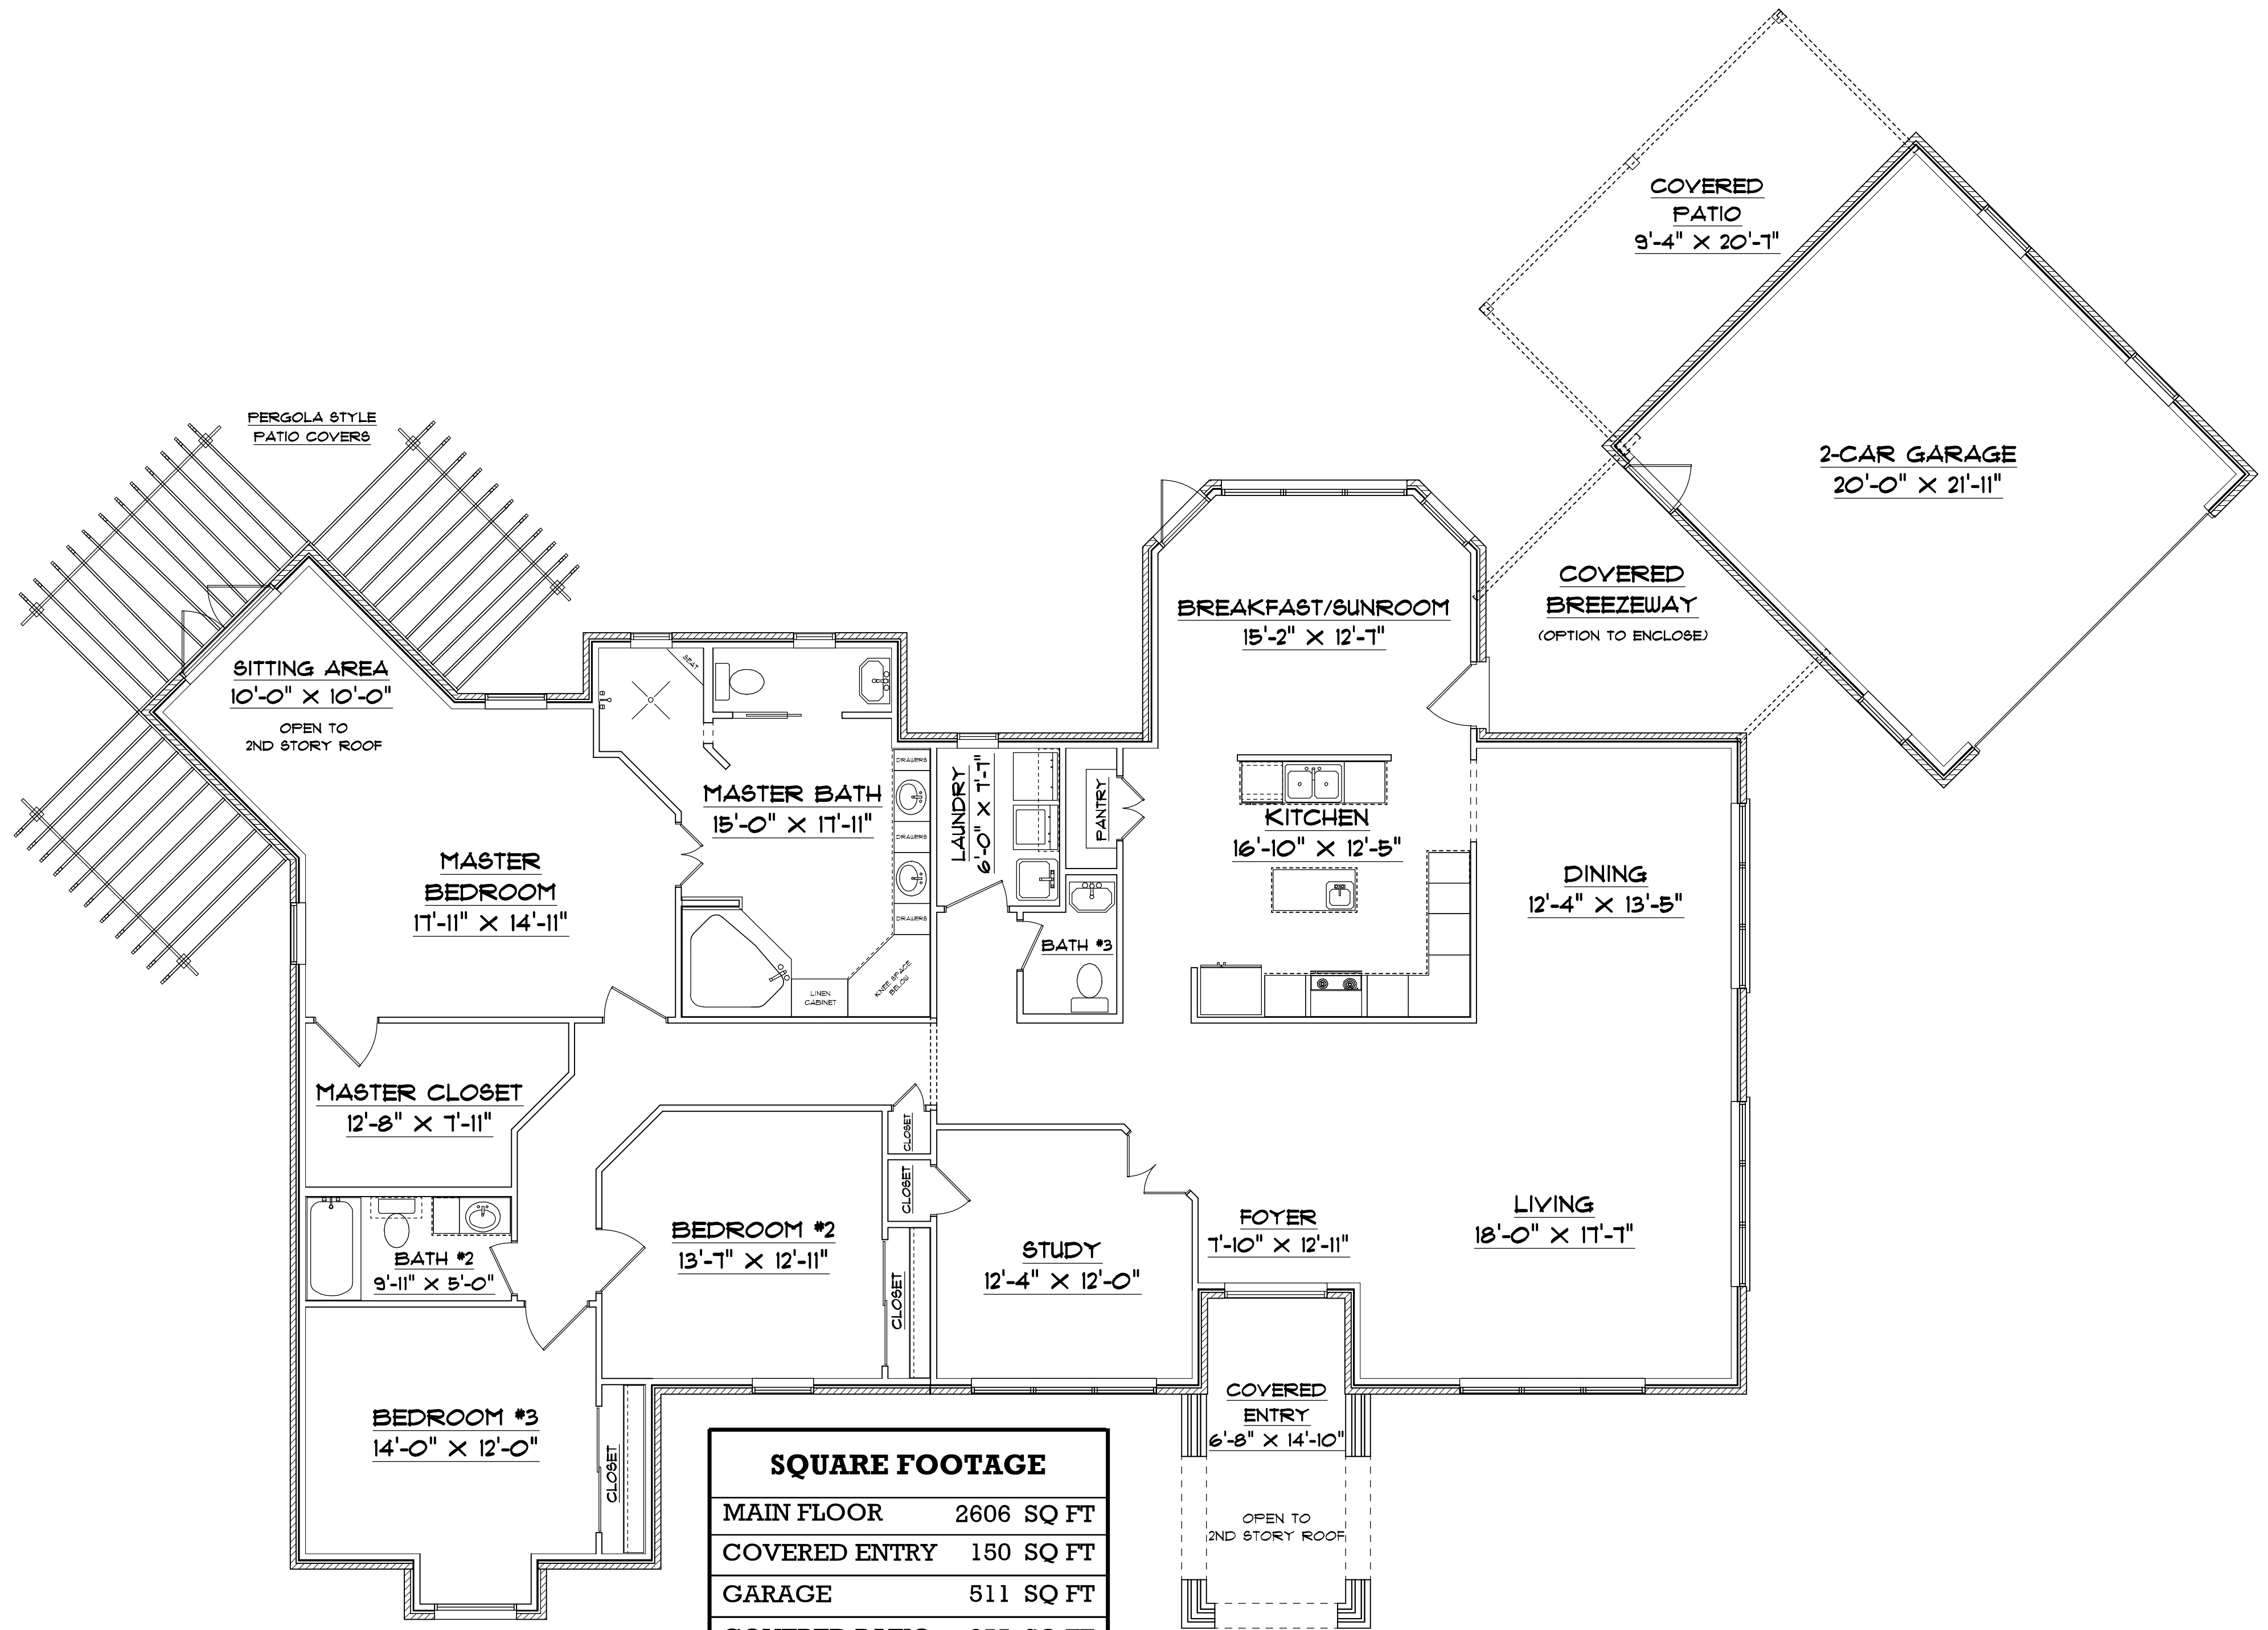 COVERED
PATIO
9'-4" X 20'-7"
PERGOLA STYLE
PATIO COVERS
2-CAR GARAGE
20'-0" X 21'-11"
COVERED
BREEZEWAY
(OPTION TO ENCLOSE)
BREAKFAST/SUNROOM
15'-2" X 12'-7"
SITTING AREA
10'-0" X 10'-0"
OPEN TO
2ND STORY ROOF
SEAT
MASTER BATH
15'-0" X 17'-11"
DRAWERS
DRAWERS
DRAWERS
KNEE SPACE
BELOW
LINEN
CABINET
LAUNDRY
6'-0" X 7'-7"
PANTRY
KITCHEN
16'-10" X 12'-5"
MASTER
BEDROOM
17'-11" X 14'-11"
DINING
12'-4" X 13'-5"
BATH #3
MASTER CLOSET
12'-8" X 7'-11"
CLOSET
CLOSET
BEDROOM #2
13'-7" X 12'-11"
CLOSET
STUDY
12'-4" X 12'-0"
FOYER
7'-10" X 12'-11"
LIVING
18'-0" X 17'-7"
BATH #2
9'-11" X 5'-0"
BEDROOM #3
14'-0" X 12'-0"
CLOSET
COVERED
ENTRY
6'-8" X 14'-10"
OPEN TO
2ND STORY ROOF
SQUARE FOOTAGE
MAIN FLOOR 2606 SQ FT
COVERED ENTRY 150 SQ FT
GARAGE 511 SQ FT